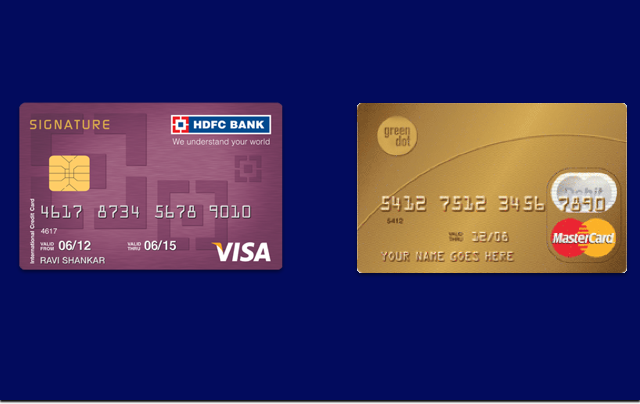 SIGNATURE
HDFC BANK
We understand your world
International Credit Card
4617 8734 5678 9010
4617
VALID FROM 06/12 VALID THRU 06/15
RAVI SHANKAR
VISA
green
dot
Debit
5412 7512 3456 7890
5412
VALID THRU 12/06
MasterCard
YOUR NAME GOES HERE